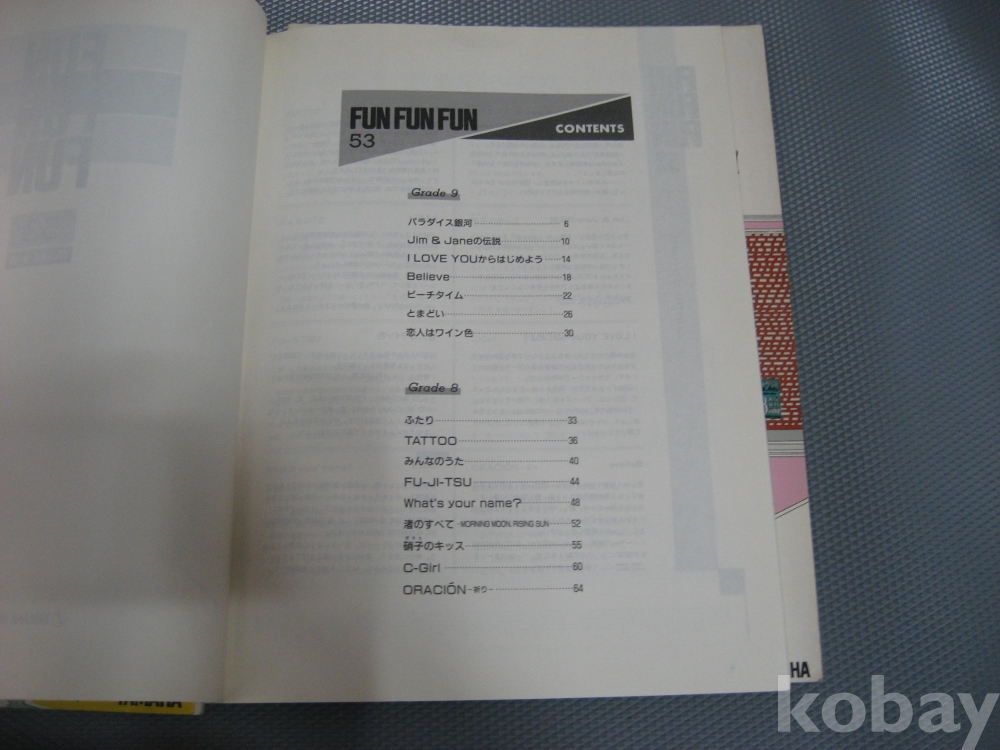 FUN FUN FUN
53
CONTENTS
Grade 9
パラダイス銀河 6
Jim & Janeの伝説 10
I LOVE YOUからはじめよう 14
Believe 18
ピーチタイム 22
とまどい 26
恋人はワイン色 30
Grade 8
ふたり 33
TATTOO 36
みんなのうた 40
FU-JI-TSU 44
What's your name? 48
渚のすべて -MORNING MOON, RISING SUN 52
硝子のキッス 55
C-Girl 60
ORACIÓN -祈り- 64
YAMAHA
HA
kobay